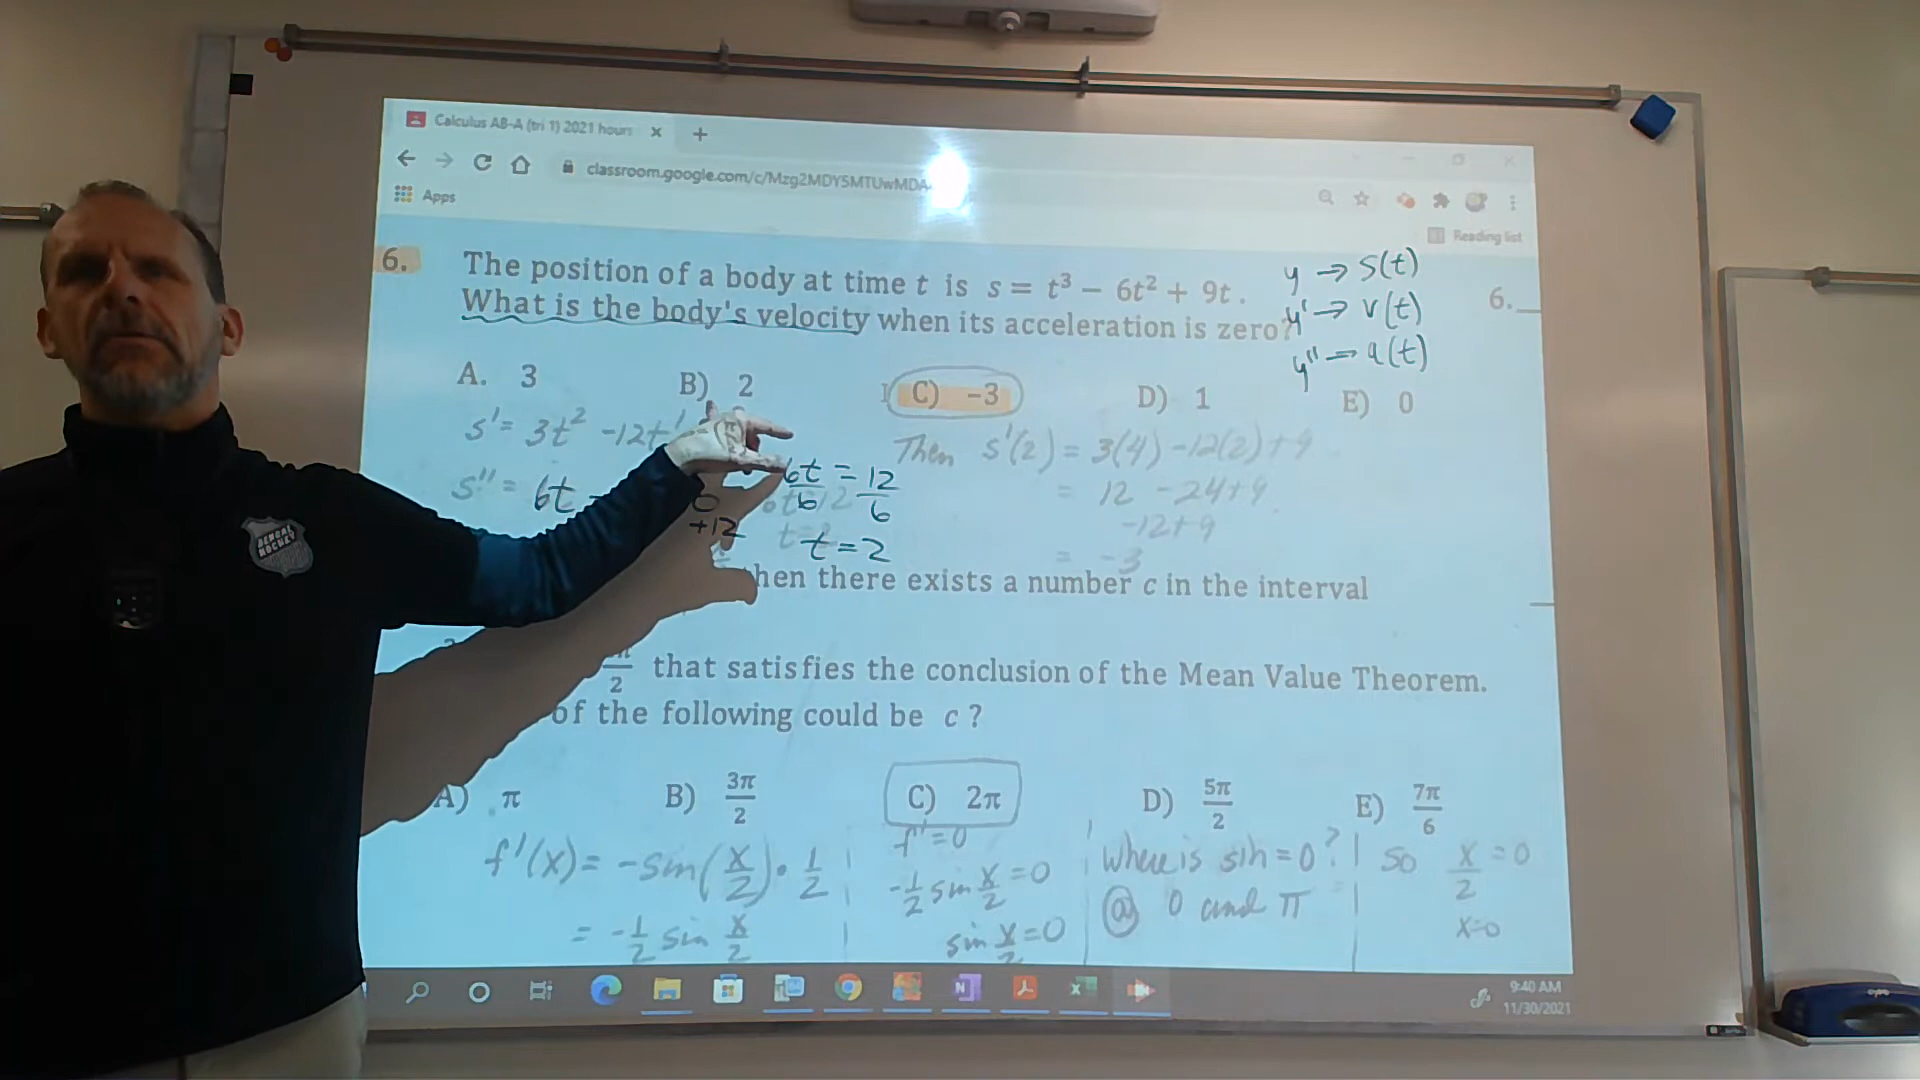 Calculus AB-A (tri 1) 2021 hours
classroom.google.com/c/Mzg2MDY5MTUwMDA
Apps
Reading list
6. The position of a body at time t is s = t³ − 6t² + 9t.
What is the body's velocity when its acceleration is zero?
y → s(t)
y' → v(t)
y'' → a(t)
6.
A. 3 B) 2 C) −3 D) 1 E) 0
s' = 3t² −12t
Then s'(2) = 3(4) −12(2) + 9
s'' = 6t
= 12 − 24 + 9
−12 + 9
= −3
6t = 12
6 6
+12
t = 2
BENGAL
HOCKEY
then there exists a number c in the interval
2 that satisfies the conclusion of the Mean Value Theorem.
of the following could be c ?
A) π B) 3π/2 C) 2π D) 5π/2 E) 7π/6
f'(x) = −sin(x/2) · 1/2
= −1/2 sin x/2
f' = 0
−1/2 sin x/2 = 0
sin x/2 = 0
Where is sin = 0?
@ 0 and π
So x/2 = 0
x=0
9:40 AM
11/30/2021